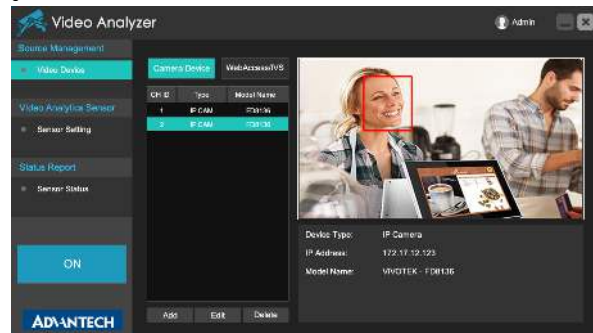 Video Analyzer
Admin
Source Management
Video Device
Camera Device
WebAccess/IVS
CH ID Type Model Name
1 IP CAM FD8136
2 IP CAM FD8136
Video Analytics Sensor
Sensor Setting
Status Report
Sensor Status
Device Type: IP Camera
IP Address: 172.17.12.123
Model Name: VIVOTEK - FD8136
ON
Add Edit Delete
ADVANTECH